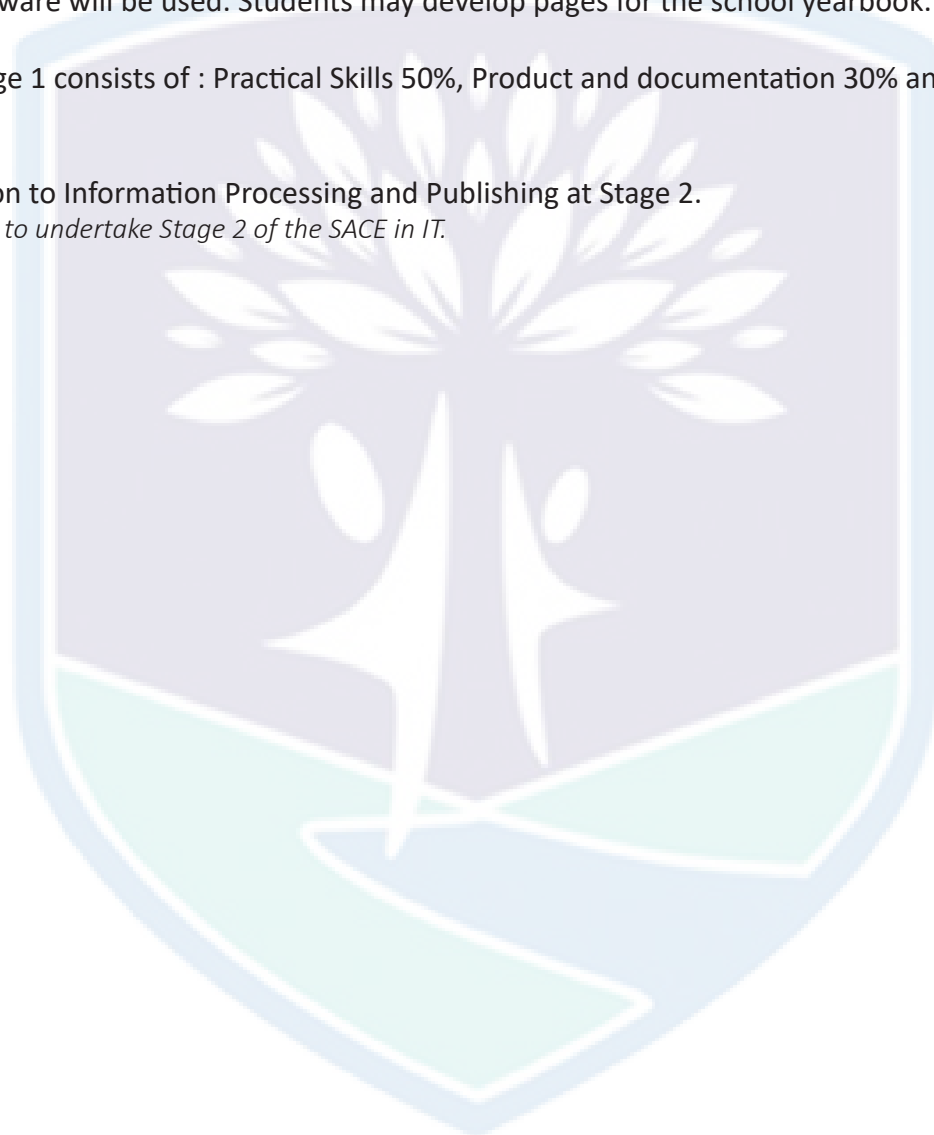 ware will be used. Students may develop pages for the school yearbook.
ge 1 consists of : Practical Skills 50%, Product and documentation 30% an
on to Information Processing and Publishing at Stage 2.
to undertake Stage 2 of the SACE in IT.